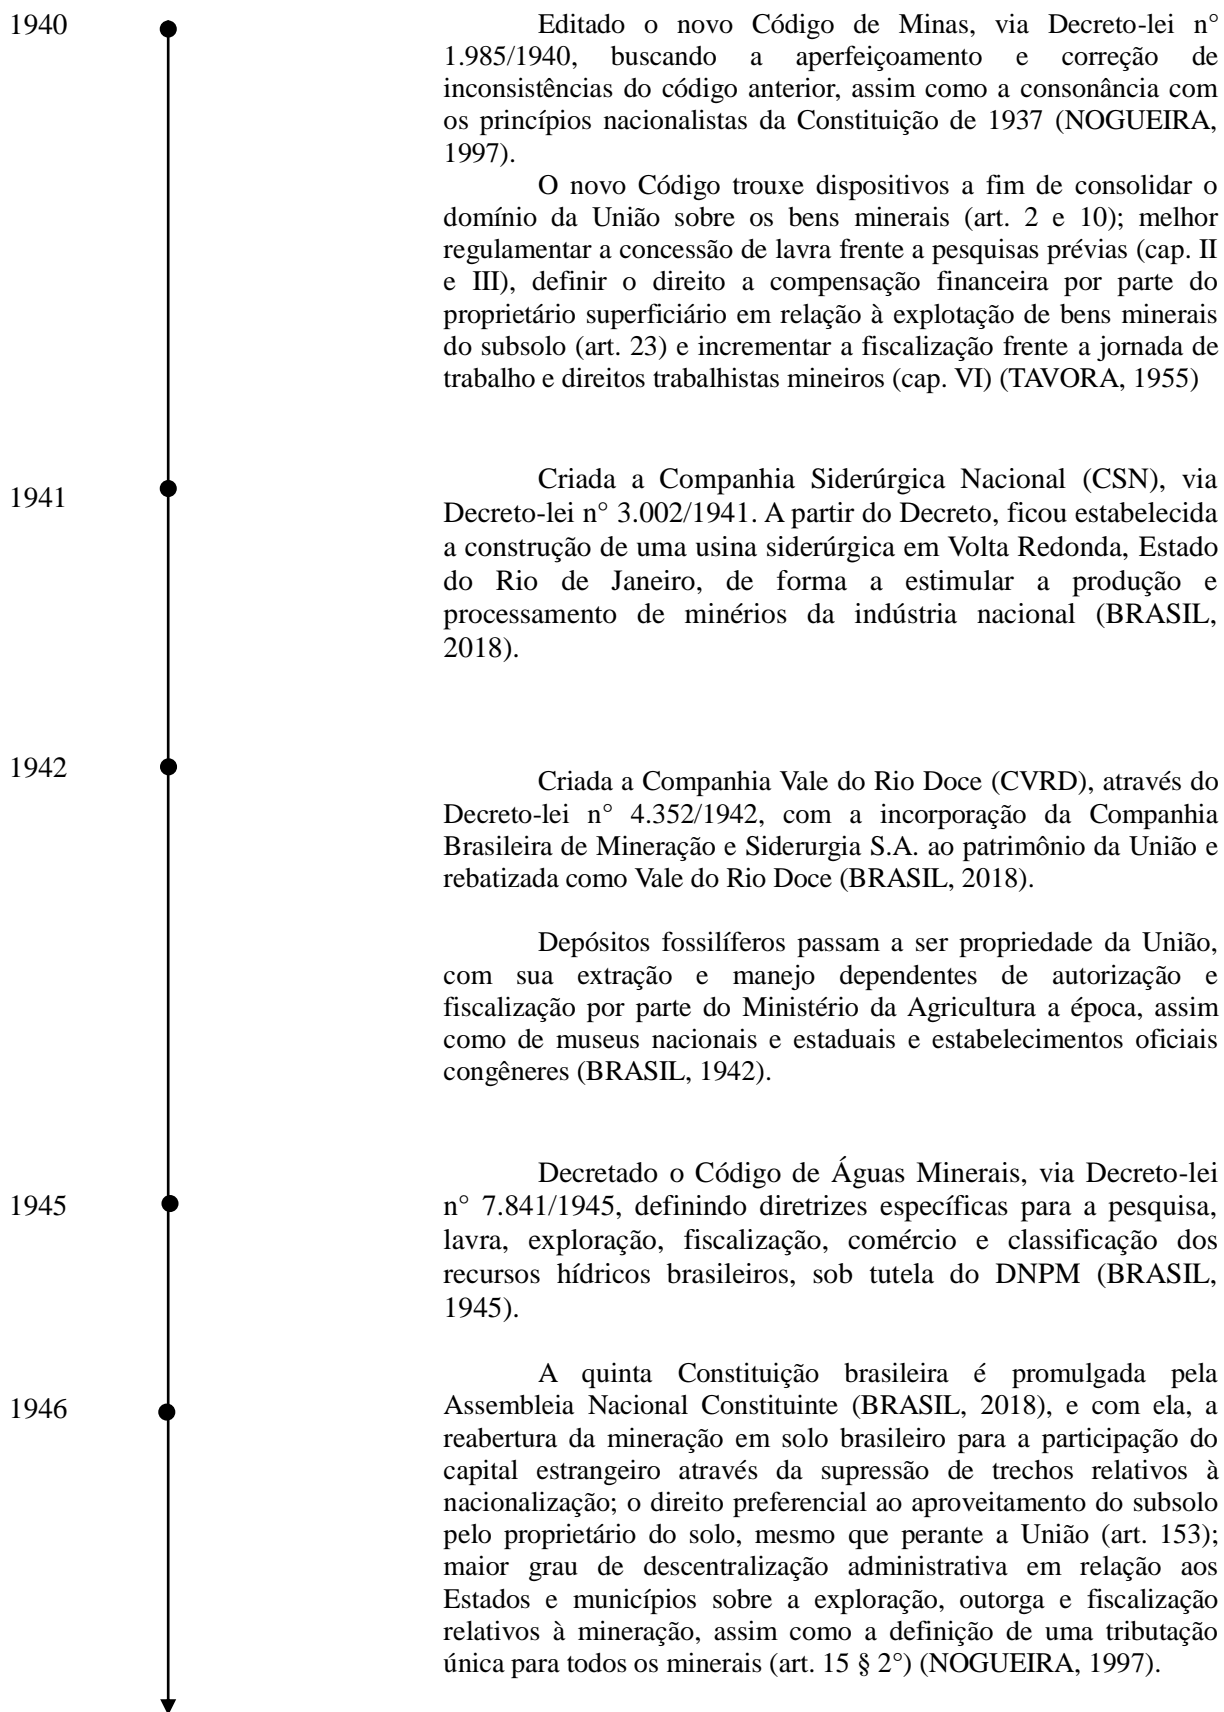 1940
Editado o novo Código de Minas, via Decreto-lei n°
1.985/1940, buscando a aperfeiçoamento e correção de
inconsistências do código anterior, assim como a consonância com
os princípios nacionalistas da Constituição de 1937 (NOGUEIRA,
1997).
O novo Código trouxe dispositivos a fim de consolidar o
domínio da União sobre os bens minerais (art. 2 e 10); melhor
regulamentar a concessão de lavra frente a pesquisas prévias (cap. II
e III), definir o direito a compensação financeira por parte do
proprietário superficiário em relação à explotação de bens minerais
do subsolo (art. 23) e incrementar a fiscalização frente a jornada de
trabalho e direitos trabalhistas mineiros (cap. VI) (TAVORA, 1955)
1941
Criada a Companhia Siderúrgica Nacional (CSN), via
Decreto-lei n° 3.002/1941. A partir do Decreto, ficou estabelecida
a construção de uma usina siderúrgica em Volta Redonda, Estado
do Rio de Janeiro, de forma a estimular a produção e
processamento de minérios da indústria nacional (BRASIL,
2018).
1942
Criada a Companhia Vale do Rio Doce (CVRD), através do
Decreto-lei n° 4.352/1942, com a incorporação da Companhia
Brasileira de Mineração e Siderurgia S.A. ao patrimônio da União e
rebatizada como Vale do Rio Doce (BRASIL, 2018).
Depósitos fossilíferos passam a ser propriedade da União,
com sua extração e manejo dependentes de autorização e
fiscalização por parte do Ministério da Agricultura a época, assim
como de museus nacionais e estaduais e estabelecimentos oficiais
congêneres (BRASIL, 1942).
1945
Decretado o Código de Águas Minerais, via Decreto-lei
n° 7.841/1945, definindo diretrizes específicas para a pesquisa,
lavra, exploração, fiscalização, comércio e classificação dos
recursos hídricos brasileiros, sob tutela do DNPM (BRASIL,
1945).
1946
A quinta Constituição brasileira é promulgada pela
Assembleia Nacional Constituinte (BRASIL, 2018), e com ela, a
reabertura da mineração em solo brasileiro para a participação do
capital estrangeiro através da supressão de trechos relativos à
nacionalização; o direito preferencial ao aproveitamento do subsolo
pelo proprietário do solo, mesmo que perante a União (art. 153);
maior grau de descentralização administrativa em relação aos
Estados e municípios sobre a exploração, outorga e fiscalização
relativos à mineração, assim como a definição de uma tributação
única para todos os minerais (art. 15 § 2°) (NOGUEIRA, 1997).